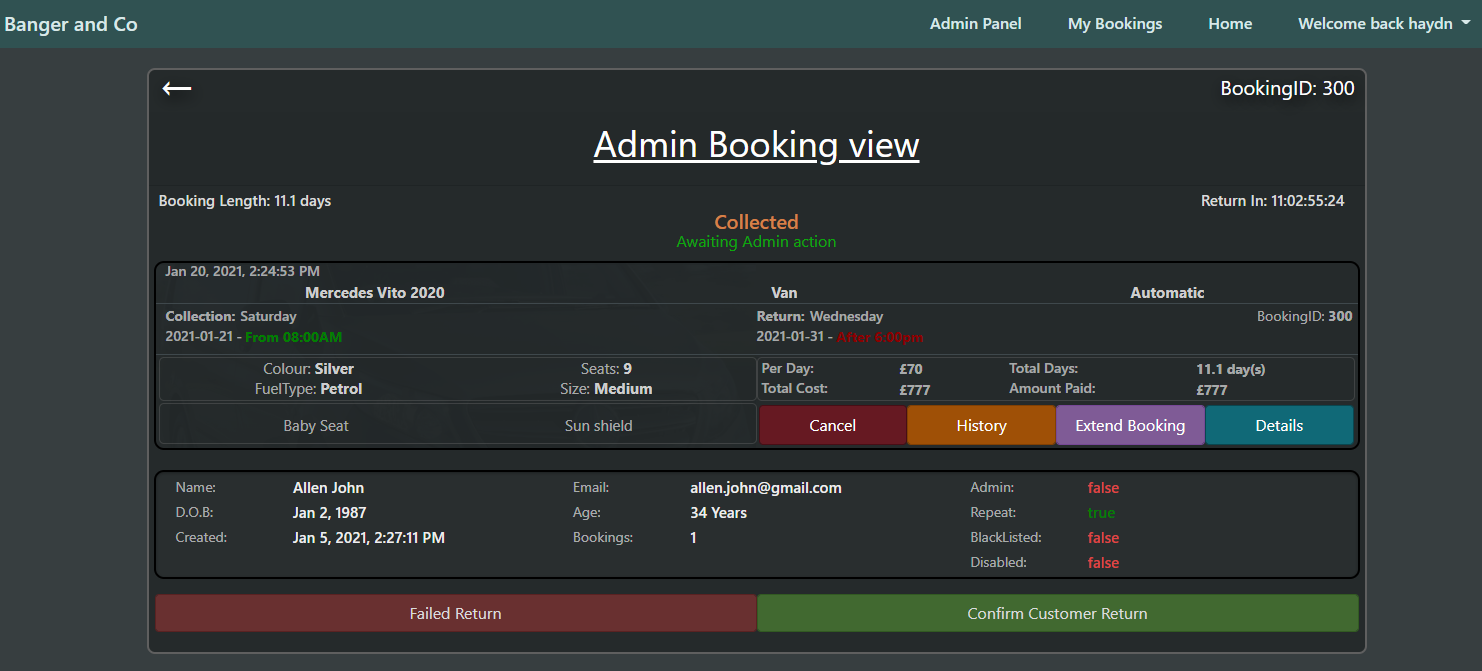 Banger and Co Admin Panel My Bookings Home Welcome back haydn
BookingID: 300
Admin Booking view
Booking Length: 11.1 days Return In: 11:02:55:24
Collected
Awaiting Admin action
Jan 20, 2021, 2:24:53 PM
Mercedes Vito 2020 Van Automatic
Collection: Saturday Return: Wednesday BookingID: 300
2021-01-21 - From 08:00AM 2021-01-31 - After 6:00pm
Colour: Silver Seats: 9 Per Day: £70 Total Days: 11.1 day(s)
FuelType: Petrol Size: Medium Total Cost: £777 Amount Paid: £777
Baby Seat Sun shield Cancel History Extend Booking Details
Name: Allen John Email: allen.john@gmail.com Admin: false
D.O.B: Jan 2, 1987 Age: 34 Years Repeat: true
Created: Jan 5, 2021, 2:27:11 PM Bookings: 1 BlackListed: false
Disabled: false
Failed Return Confirm Customer Return